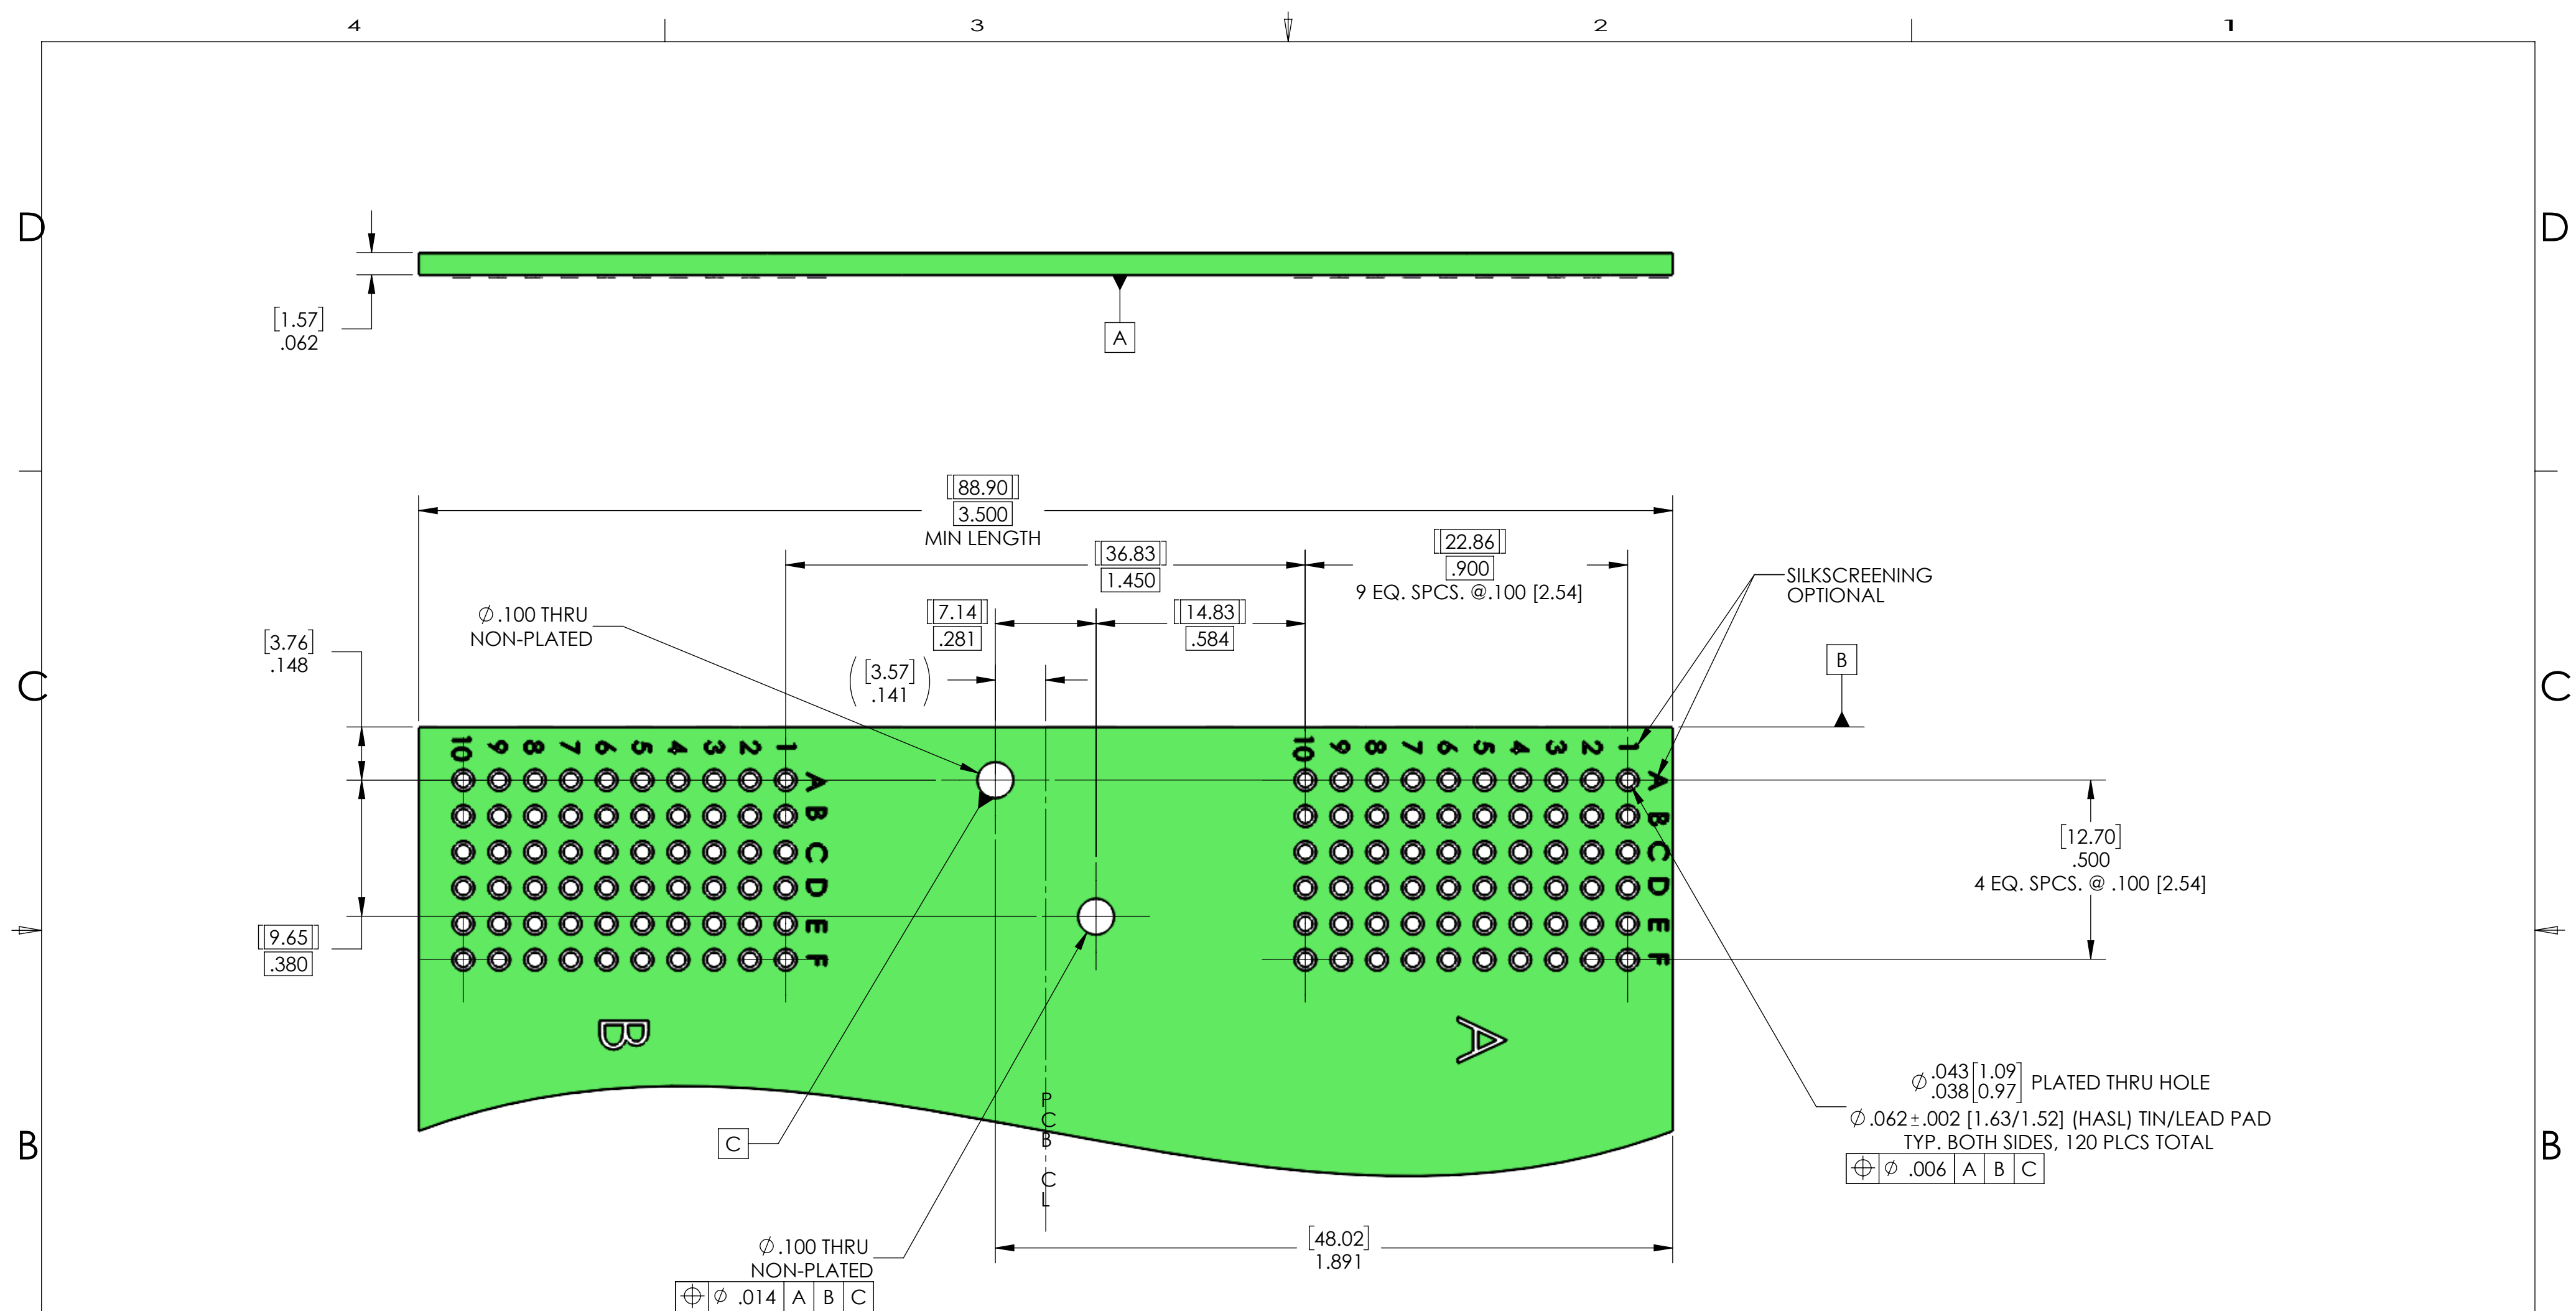 4 3 2 1
D D
[1.57]
.062
A
[88.90]
3.500
MIN LENGTH
[36.83]
1.450
[22.86]
.900
9 EQ. SPCS. @.100 [2.54]
SILKSCREENING
OPTIONAL
Ø.100 THRU
NON-PLATED
[7.14]
.281
[14.83]
.584
[3.76]
.148
([3.57]
.141)
B
C C
10 9 8 7 6 5 4 3 2 1
10 9 8 7 6 5 4 3 2 1
A
B
C
D
E
F
A
B
C
D
E
F
[12.70]
.500
4 EQ. SPCS. @ .100 [2.54]
[9.65]
.380
B
A
Ø.043[1.09]
.038[0.97] PLATED THRU HOLE
Ø.062±.002 [1.63/1.52] (HASL) TIN/LEAD PAD
TYP. BOTH SIDES, 120 PLCS TOTAL
⌖ Ø .006 A B C
PCB CL
C
B B
Ø.100 THRU
NON-PLATED
⌖ Ø .014 A B C
[48.02]
1.891